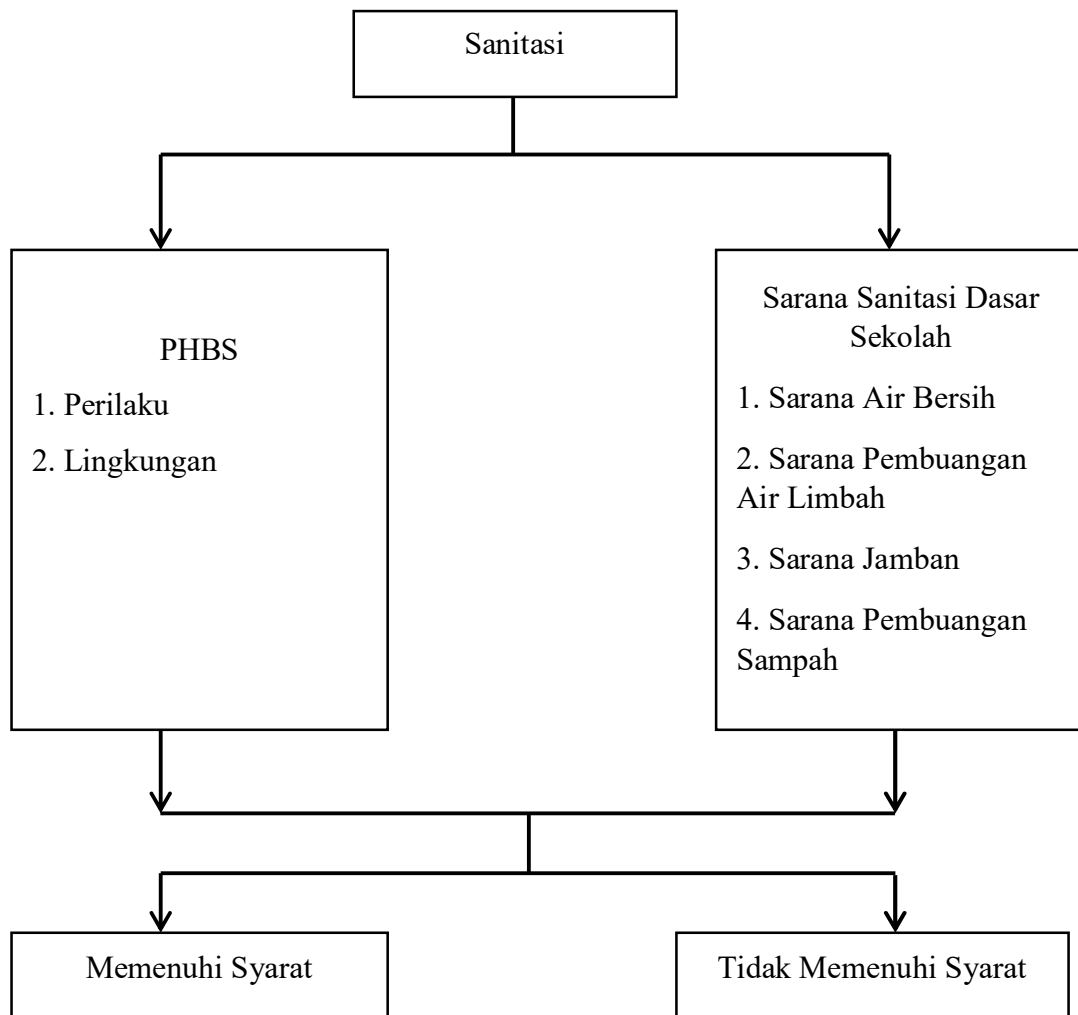 Sanitasi
PHBS
1. Perilaku
2. Lingkungan
Sarana Sanitasi Dasar
Sekolah
1. Sarana Air Bersih
2. Sarana Pembuangan
Air Limbah
3. Sarana Jamban
4. Sarana Pembuangan
Sampah
Memenuhi Syarat
Tidak Memenuhi Syarat